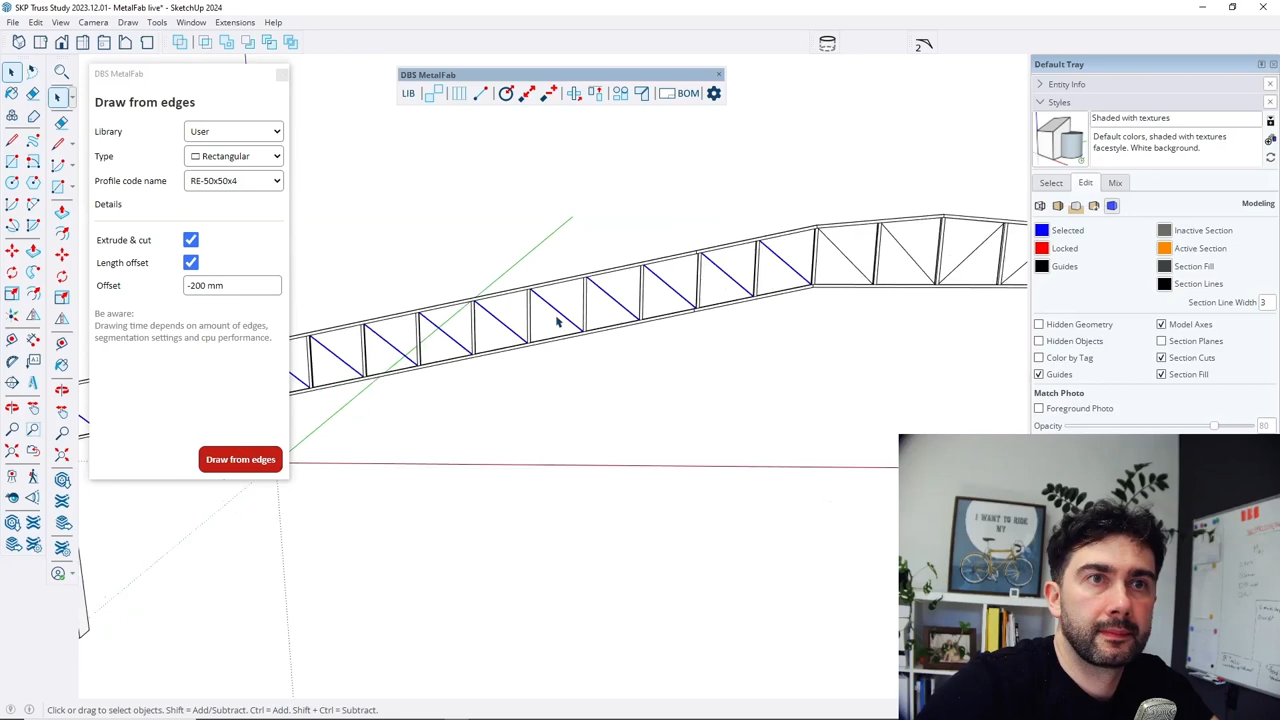 SKP Truss Study 2023.12.01- MetalFab live* - SketchUp 2024
File Edit View Camera Draw Tools Window Extensions Help
2
DBS MetalFab
Draw from edges
Library User
Type Rectangular
Profile code name RE-50x50x4
Details
Extrude & cut
Length offset
Offset -200 mm
Be aware:
Drawing time depends on amount of edges,
segmentation settings and cpu performance.
Draw from edges
DBS MetalFab
LIB BOM
Default Tray
Entity Info
Styles
Shaded with textures
Default colors, shaded with textures
facestyle. White background.
Select Edit Mix
Modeling
Selected Inactive Section
Locked Active Section
Guides Section Fill
Section Lines
Section Line Width 3
Hidden Geometry Model Axes
Hidden Objects Section Planes
Color by Tag Section Cuts
Guides Section Fill
Match Photo
Foreground Photo
Opacity 80
I WANT TO RIDE
MY
Click or drag to select objects. Shift = Add/Subtract. Ctrl = Add. Shift + Ctrl = Subtract.